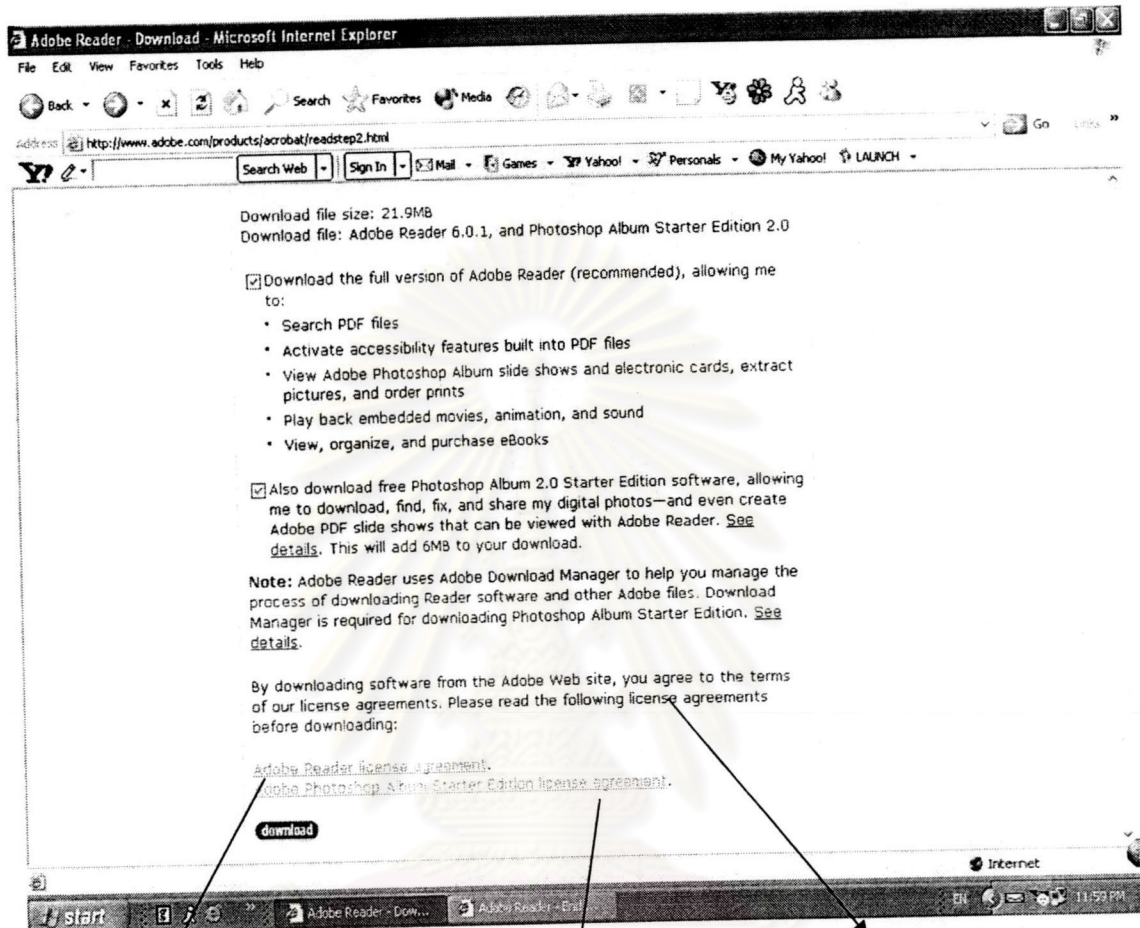 Adobe Reader - Download - Microsoft Internet Explorer
File Edit View Favorites Tools Help
Back Search Favorites Media
Address http://www.adobe.com/products/acrobat/readstep2.html Go Links »
Y! Search Web Sign In Mail Games Yahoo! Personals My Yahoo! LAUNCH
Download file size: 21.9MB
Download file: Adobe Reader 6.0.1, and Photoshop Album Starter Edition 2.0
Download the full version of Adobe Reader (recommended), allowing me
to:
• Search PDF files
• Activate accessibility features built into PDF files
• View Adobe Photoshop Album slide shows and electronic cards, extract
pictures, and order prints
• Play back embedded movies, animation, and sound
• View, organize, and purchase eBooks
Also download free Photoshop Album 2.0 Starter Edition software, allowing
me to download, find, fix, and share my digital photos—and even create
Adobe PDF slide shows that can be viewed with Adobe Reader. See
details. This will add 6MB to your download.
Note: Adobe Reader uses Adobe Download Manager to help you manage the
process of downloading Reader software and other Adobe files. Download
Manager is required for downloading Photoshop Album Starter Edition. See
details.
By downloading software from the Adobe Web site, you agree to the terms
of our license agreements. Please read the following license agreements
before downloading:
Adobe Reader license agreement.
Adobe Photoshop Album Starter Edition license agreement.
download
Internet
start » Adobe Reader - Dow... Adobe Reader - End... EN 11:59 PM